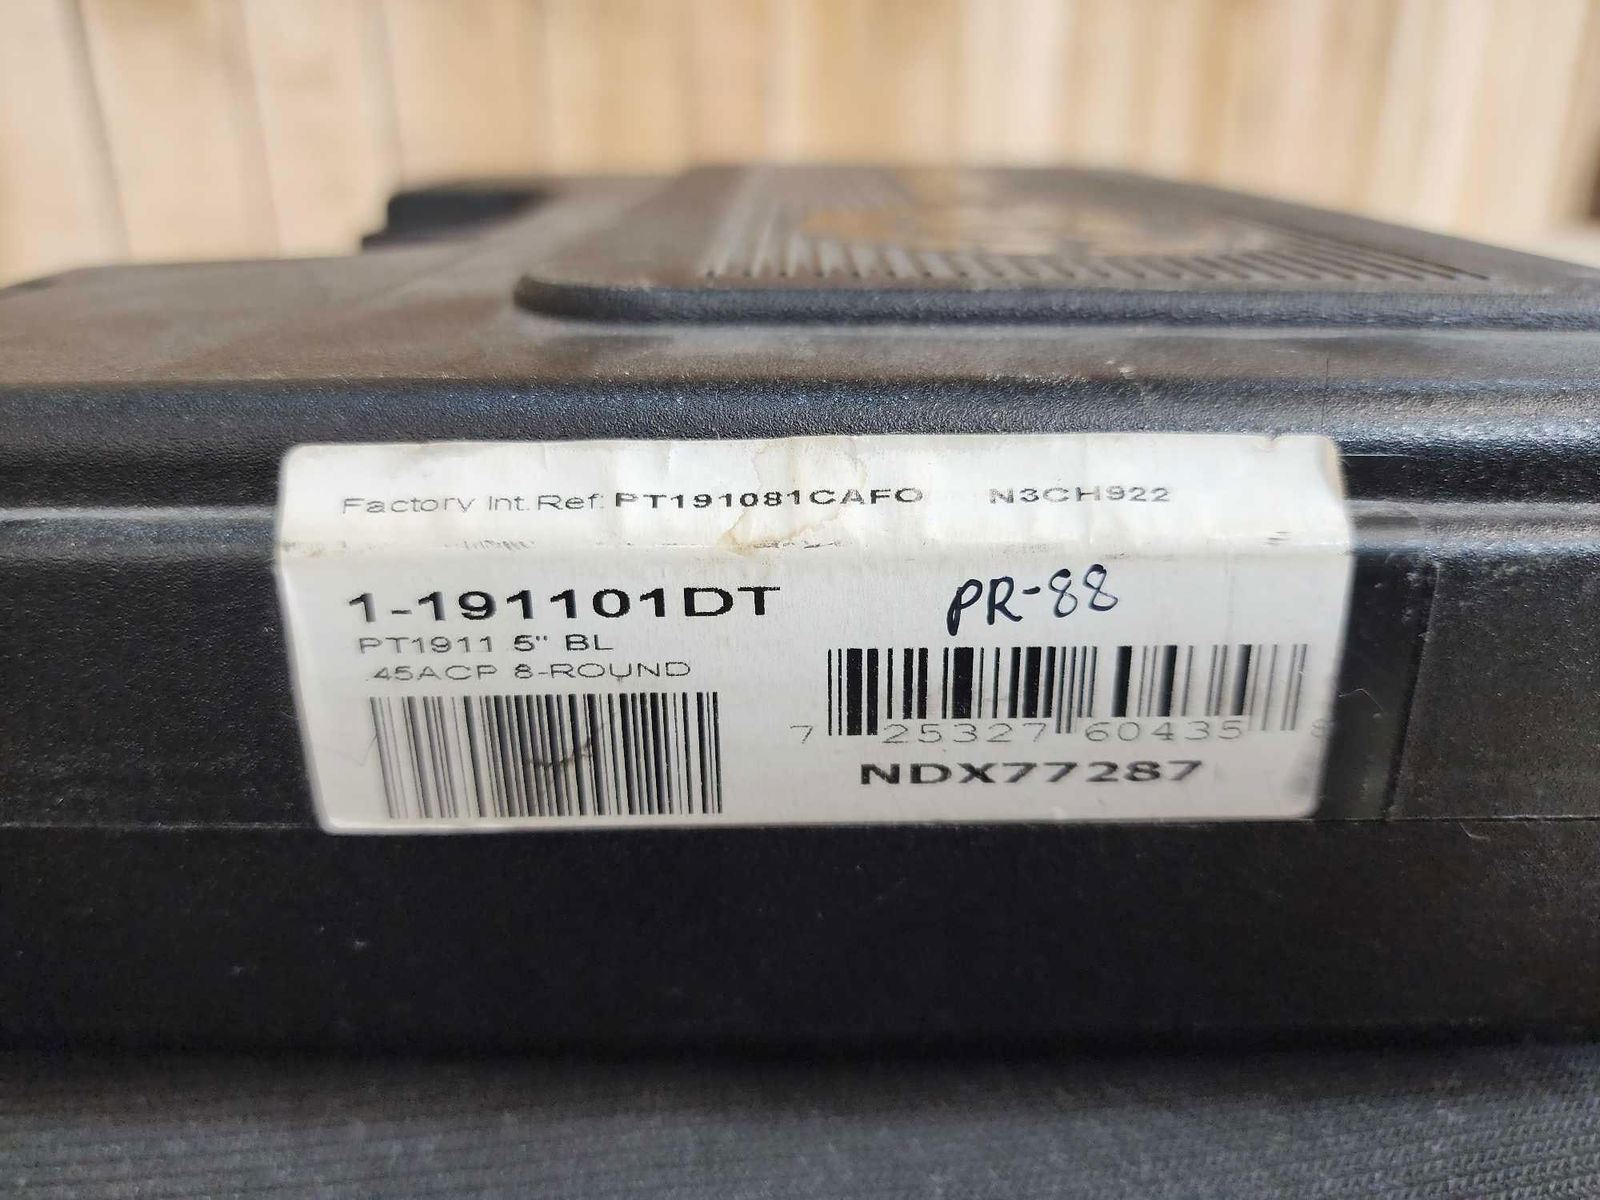 Factory Int. Ref: PT191081CAFO N3CH922
1-191101DT
PR-88
PT1911 5" BL
.45ACP 8-ROUND
7 25327 60435 8
NDX77287